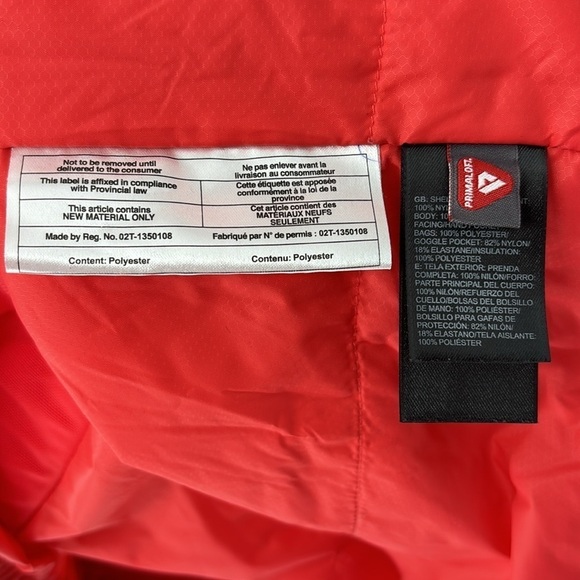 Not to be removed until
delivered to the consumer
This label is affixed in compliance
with Provincial law
This article contains
NEW MATERIAL ONLY
Made by Reg. No. 02T-1350108
Content: Polyester
Ne pas enlever avant la
livraison au consommateur
Cette étiquette est apposée
conformément à la loi de la
province
Cet article contient des
MATÉRIAUX NEUFS
SEULEMENT
Fabriqué par N° de permis : 02T-1350108
Contenu: Polyester
PRIMALOFT
GB: SHEL
100% NYL
BODY: 10
FACING/HAND
BAGS: 100% POLYESTER/
GOGGLE POCKET: 82% NYLON/
18% ELASTANE/INSULATION:
100% POLYESTER
E: TELA EXTERIOR: PRENDA
COMPLETA: 100% NILÓN/FORRO:
PARTE PRINCIPAL DEL CUERPO:
100% NILÓN/REFUERZO DEL
CUELLO/BOLSAS DEL BOLSILLO
DE MANO: 100% POLIÉSTER/
BOLSILLO PARA GAFAS DE
PROTECCIÓN: 82% NILÓN/
18% ELASTANO/TELA AISLANTE:
100% POLIÉSTER